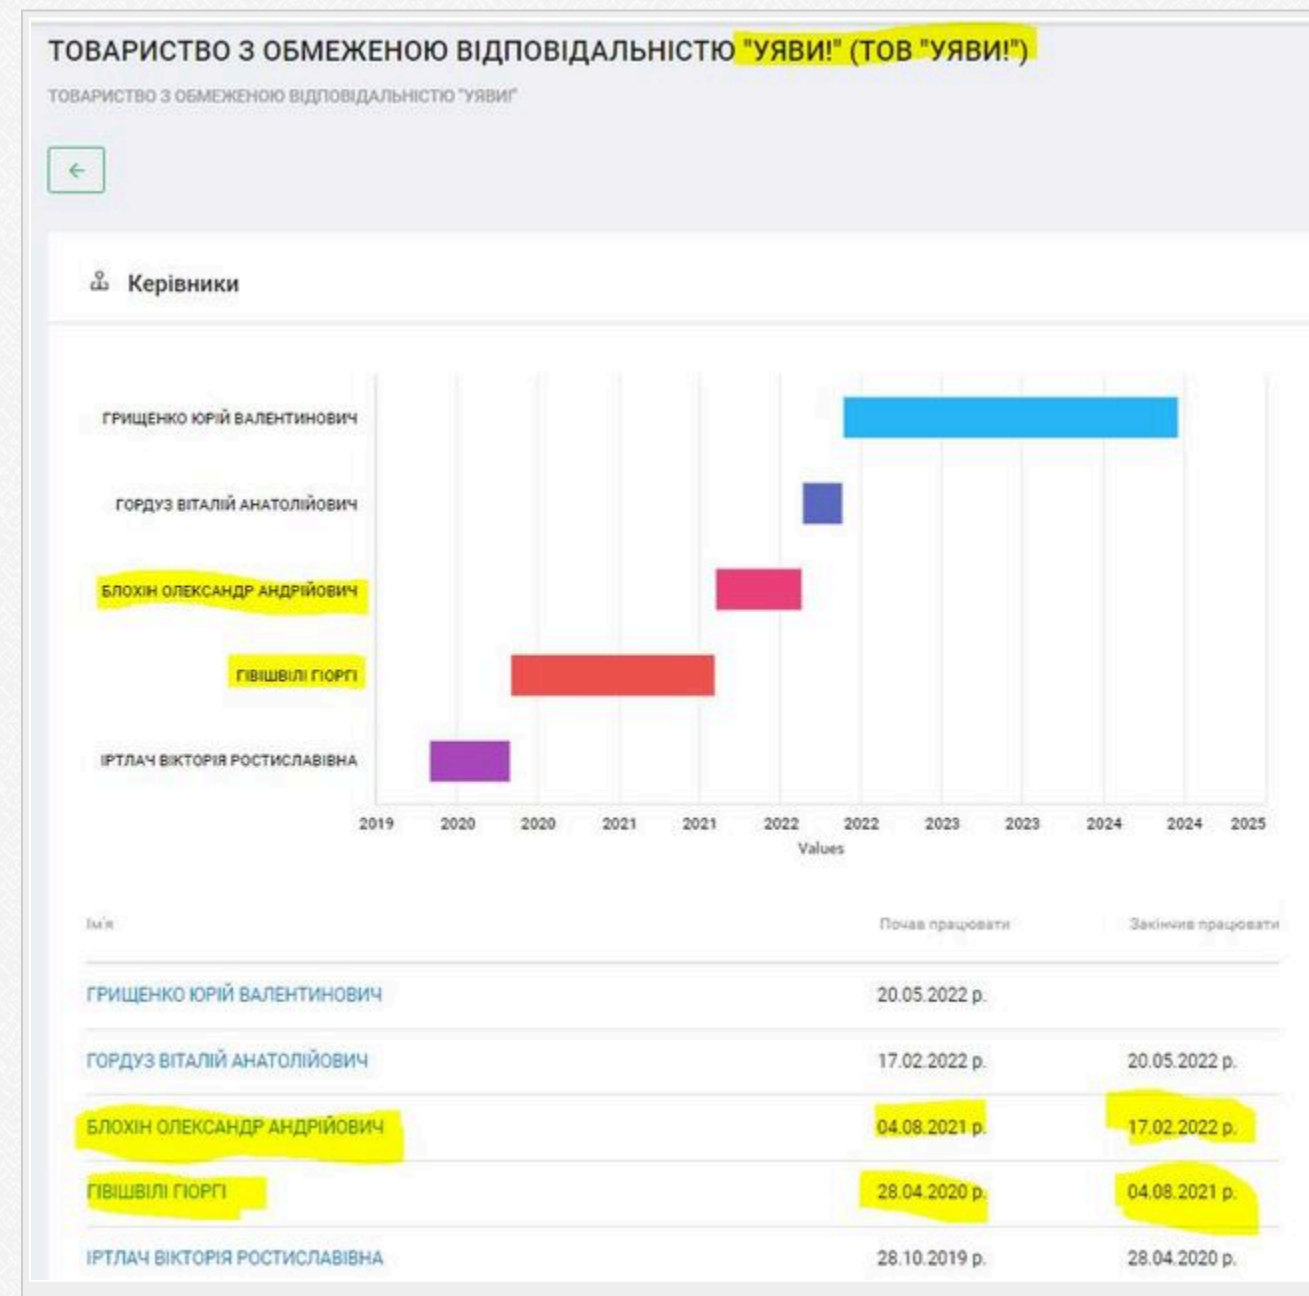 ТОВАРИСТВО З ОБМЕЖЕНОЮ ВІДПОВІДАЛЬНІСТЮ "УЯВИ!" (ТОВ "УЯВИ!")
ТОВАРИСТВО З ОБМЕЖЕНОЮ ВІДПОВІДАЛЬНІСТЮ "УЯВИ!"
Керівники
ГРИЩЕНКО ЮРІЙ ВАЛЕНТИНОВИЧ
ГОРДУЗ ВІТАЛІЙ АНАТОЛІЙОВИЧ
БЛОХІН ОЛЕКСАНДР АНДРІЙОВИЧ
ГІВІШВІЛІ ГІОРГІ
ІРТЛАЧ ВІКТОРІЯ РОСТИСЛАВІВНА
2019 2020 2020 2021 2021 2022 2022 2023 2023 2024 2024 2025
Values
Ім'я Почав працювати Закінчив працювати
ГРИЩЕНКО ЮРІЙ ВАЛЕНТИНОВИЧ 20.05.2022 р.
ГОРДУЗ ВІТАЛІЙ АНАТОЛІЙОВИЧ 17.02.2022 р. 20.05.2022 р.
БЛОХІН ОЛЕКСАНДР АНДРІЙОВИЧ 04.08.2021 р. 17.02.2022 р.
ГІВІШВІЛІ ГІОРГІ 28.04.2020 р. 04.08.2021 р.
ІРТЛАЧ ВІКТОРІЯ РОСТИСЛАВІВНА 28.10.2019 р. 28.04.2020 р.